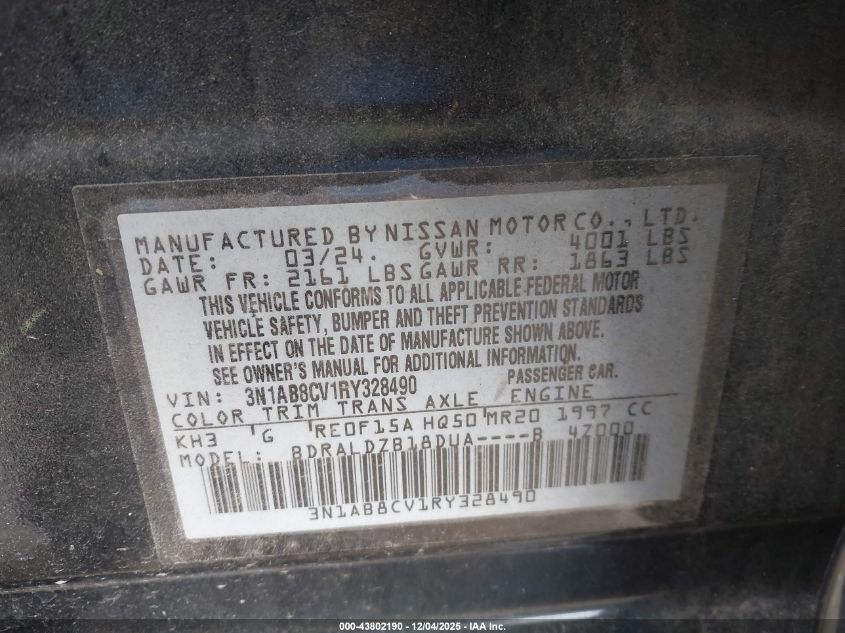 MANUFACTURED BY NISSAN MOTOR CO., LTD.
DATE: 03/24. GVWR: 4001 LBS
GAWR FR: 2161 LBS GAWR RR: 1863 LBS
THIS VEHICLE CONFORMS TO ALL APPLICABLE FEDERAL MOTOR
VEHICLE SAFETY, BUMPER AND THEFT PREVENTION STANDARDS
IN EFFECT ON THE DATE OF MANUFACTURE SHOWN ABOVE.
SEE OWNER'S MANUAL FOR ADDITIONAL INFORMATION.
VIN: 3N1AB8CV1RY328490 PASSENGER CAR.
COLOR TRIM TRANS AXLE ENGINE
KH3 G RE0F15A HQ50 MR20 1997 CC
MODEL: BDRALDZB18DUA----B 4Z000
3N1AB8CV1RY328490
000-43802190 - 12/04/2025 - IAA Inc.